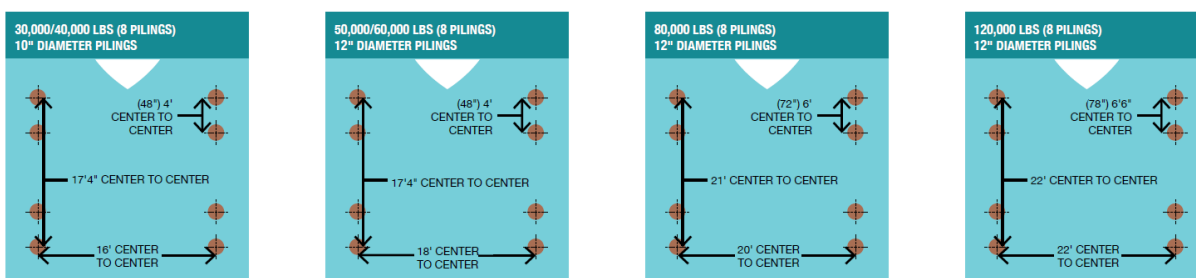 30,000/40,000 LBS (8 PILINGS)
10" DIAMETER PILINGS
(48") 4'
CENTER TO
CENTER
17'4" CENTER TO CENTER
16' CENTER
TO CENTER
50,000/60,000 LBS (8 PILINGS)
12" DIAMETER PILINGS
(48") 4'
CENTER TO
CENTER
17'4" CENTER TO CENTER
18' CENTER
TO CENTER
80,000 LBS (8 PILINGS)
12" DIAMETER PILINGS
(72") 6'
CENTER TO
CENTER
21' CENTER TO CENTER
20' CENTER
TO CENTER
120,000 LBS (8 PILINGS)
12" DIAMETER PILINGS
(78") 6'6"
CENTER TO
CENTER
22' CENTER TO CENTER
22' CENTER
TO CENTER